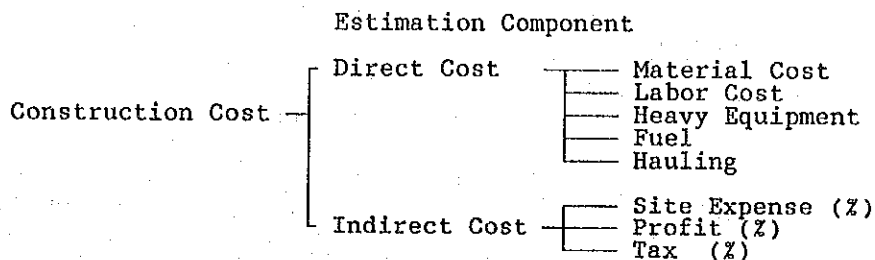 Estimation Component
Direct Cost
Material Cost
Labor Cost
Construction Cost
Heavy Equipment
Fuel
Hauling
Site Expense (%)
Indirect Cost
Profit (%)
Tax (%)